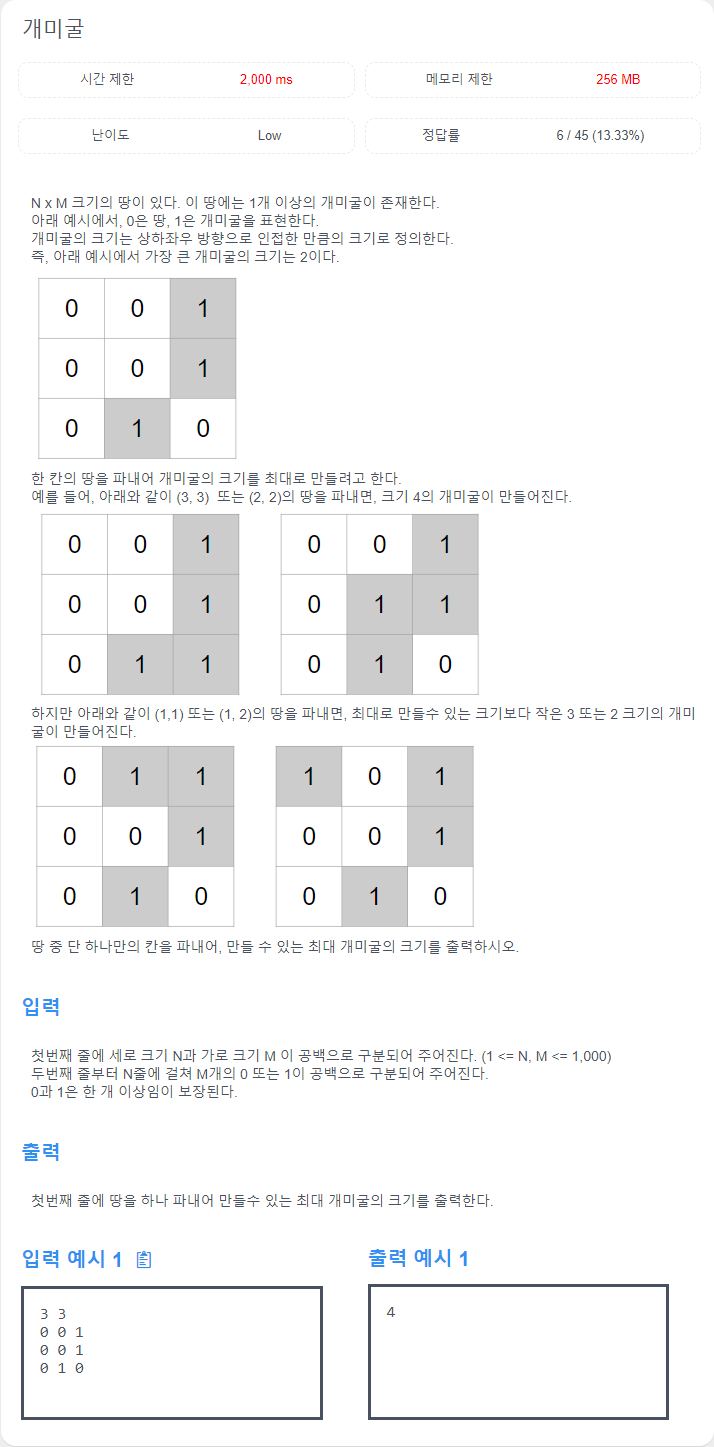 개미굴
시간 제한 2,000 ms 메모리 제한 256 MB
난이도 Low 정답률 6 / 45 (13.33%)
N x M 크기의 땅이 있다. 이 땅에는 1개 이상의 개미굴이 존재한다.
아래 예시에서, 0은 땅, 1은 개미굴을 표현한다.
개미굴의 크기는 상하좌우 방향으로 인접한 만큼의 크기로 정의한다.
즉, 아래 예시에서 가장 큰 개미굴의 크기는 2이다.
0 0 1
0 0 1
0 1 0
한 칸의 땅을 파내어 개미굴의 크기를 최대로 만들려고 한다.
예를 들어, 아래와 같이 (3, 3) 또는 (2, 2)의 땅을 파내면, 크기 4의 개미굴이 만들어진다.
0 0 1 0 0 1
0 0 1 0 1 1
0 1 1 0 1 0
하지만 아래와 같이 (1,1) 또는 (1, 2)의 땅을 파내면, 최대로 만들수 있는 크기보다 작은 3 또는 2 크기의 개미
굴이 만들어진다.
0 1 1 1 0 1
0 0 1 0 0 1
0 1 0 0 1 0
땅 중 단 하나만의 칸을 파내어, 만들 수 있는 최대 개미굴의 크기를 출력하시오.
입력
첫번째 줄에 세로 크기 N과 가로 크기 M 이 공백으로 구분되어 주어진다. (1 <= N, M <= 1,000)
두번째 줄부터 N줄에 걸쳐 M개의 0 또는 1이 공백으로 구분되어 주어진다.
0과 1은 한 개 이상임이 보장된다.
출력
첫번째 줄에 땅을 하나 파내어 만들수 있는 최대 개미굴의 크기를 출력한다.
입력 예시 1
3 3
0 0 1
0 0 1
0 1 0
출력 예시 1
4